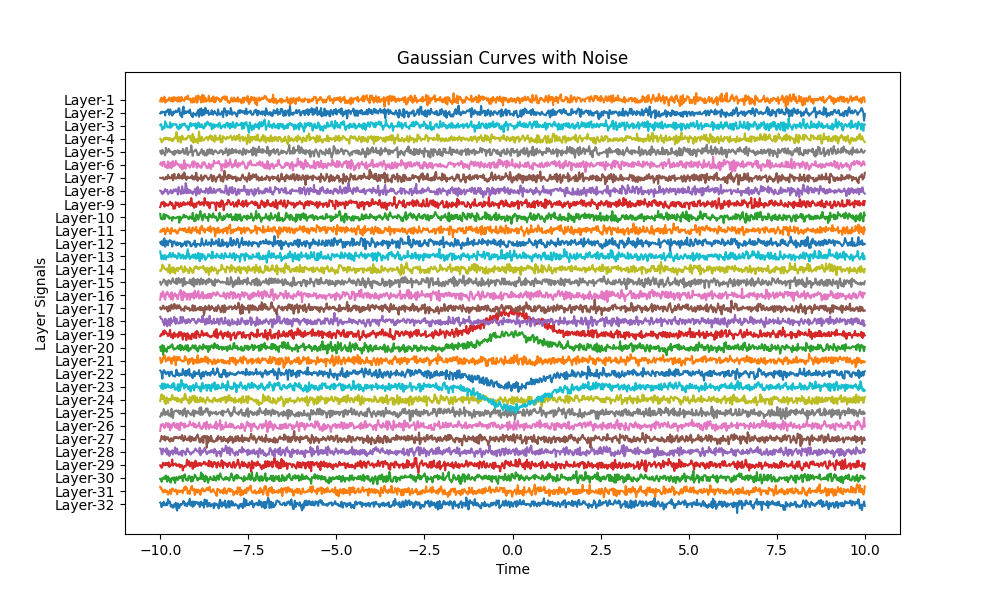 Gaussian Curves with Noise
Layer Signals
Layer-1
Layer-2
Layer-3
Layer-4
Layer-5
Layer-6
Layer-7
Layer-8
Layer-9
Layer-10
Layer-11
Layer-12
Layer-13
Layer-14
Layer-15
Layer-16
Layer-17
Layer-18
Layer-19
Layer-20
Layer-21
Layer-22
Layer-23
Layer-24
Layer-25
Layer-26
Layer-27
Layer-28
Layer-29
Layer-30
Layer-31
Layer-32
−10.0 −7.5 −5.0 −2.5 0.0 2.5 5.0 7.5 10.0
Time